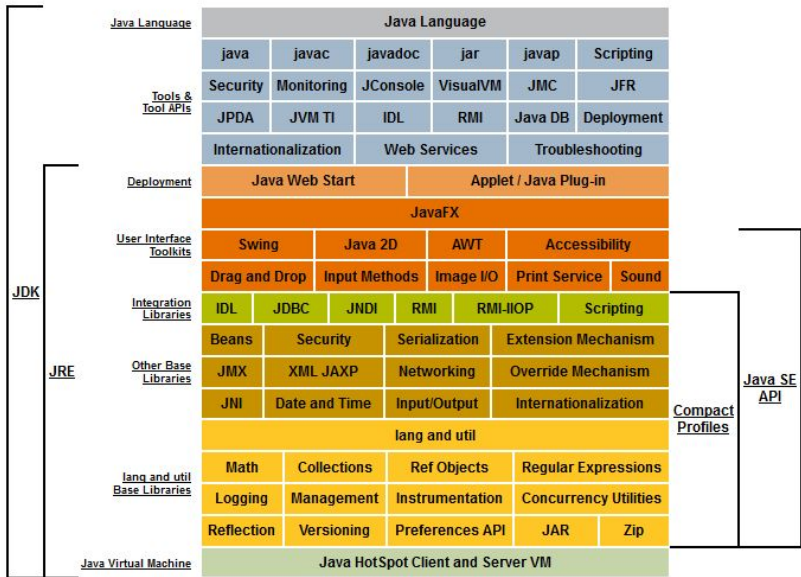 Java Language Java Language
java javac javadoc jar javap Scripting
Security Monitoring JConsole VisualVM JMC JFR
Tools &
Tool APIs
JPDA JVM TI IDL RMI Java DB Deployment
Internationalization Web Services Troubleshooting
Deployment Java Web Start Applet / Java Plug-in
JavaFX
User Interface
Toolkits
Swing Java 2D AWT Accessibility
Drag and Drop Input Methods Image I/O Print Service Sound
JDK
Integration
Libraries
IDL JDBC JNDI RMI RMI-IIOP Scripting
Beans Security Serialization Extension Mechanism
JRE
Other Base
Libraries
JMX XML JAXP Networking Override Mechanism
Java SE
API
JNI Date and Time Input/Output Internationalization
Compact
Profiles
lang and util
Math Collections Ref Objects Regular Expressions
lang and util
Base Libraries
Logging Management Instrumentation Concurrency Utilities
Reflection Versioning Preferences API JAR Zip
Java Virtual Machine Java HotSpot Client and Server VM